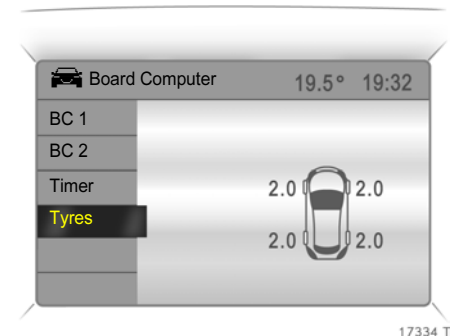 Board Computer 19.5° 19:32
BC 1
BC 2
Timer
Tyres
2.0 2.0
2.0 2.0
17334 T